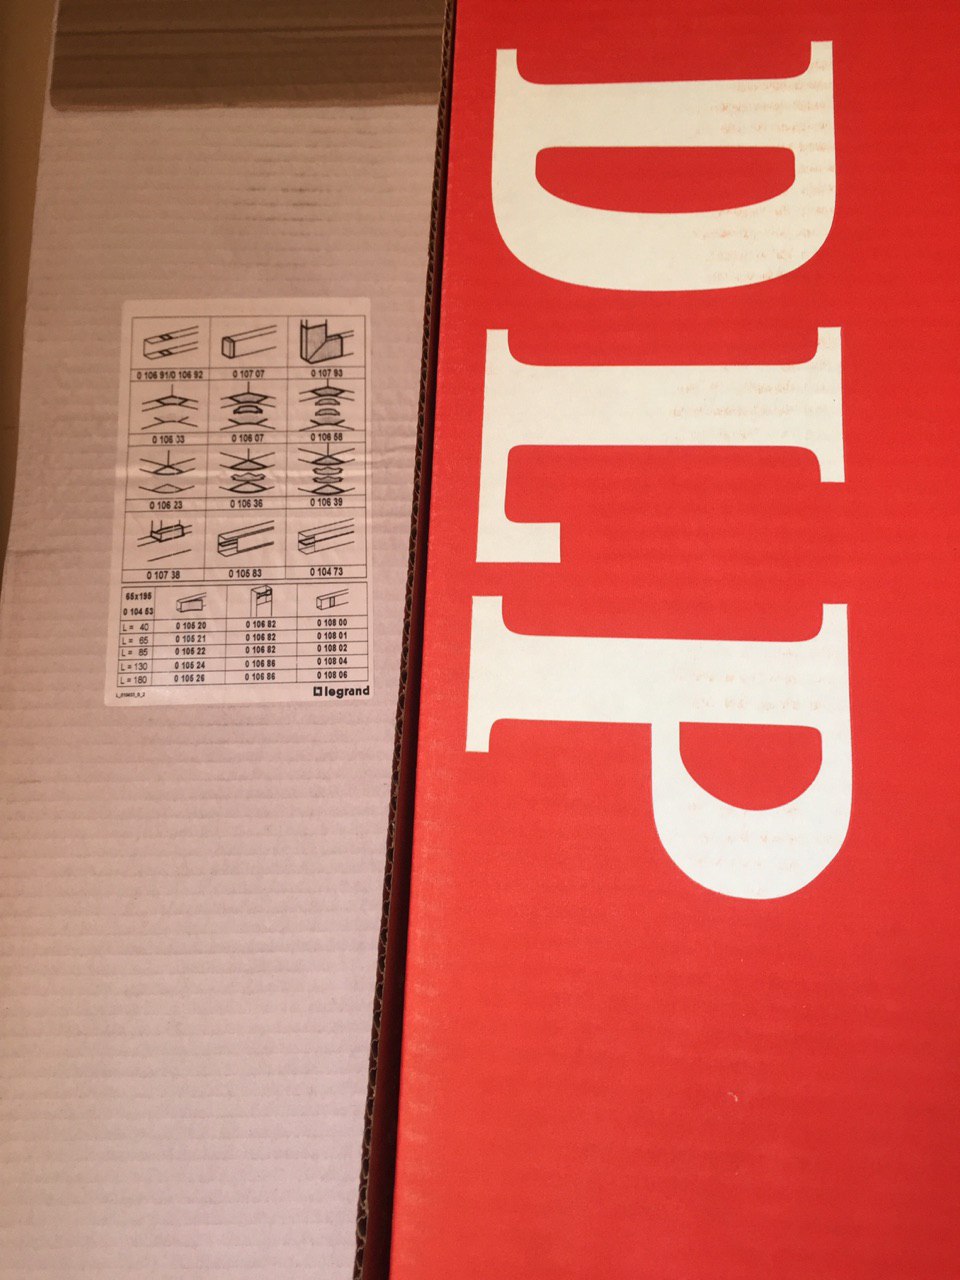 0 106 91/0 106 92 0 107 07 0 107 93
0 106 33 0 106 07 0 106 58
0 106 23 0 106 36 0 106 39
0 107 38 0 105 83 0 104 73
65x195
0 104 53
L = 40 0 105 20 0 106 82 0 108 00
L = 65 0 105 21 0 106 82 0 108 01
L = 85 0 105 22 0 106 82 0 108 02
L = 130 0 105 24 0 106 86 0 108 04
L = 180 0 105 26 0 106 86 0 108 06
legrand
DLP